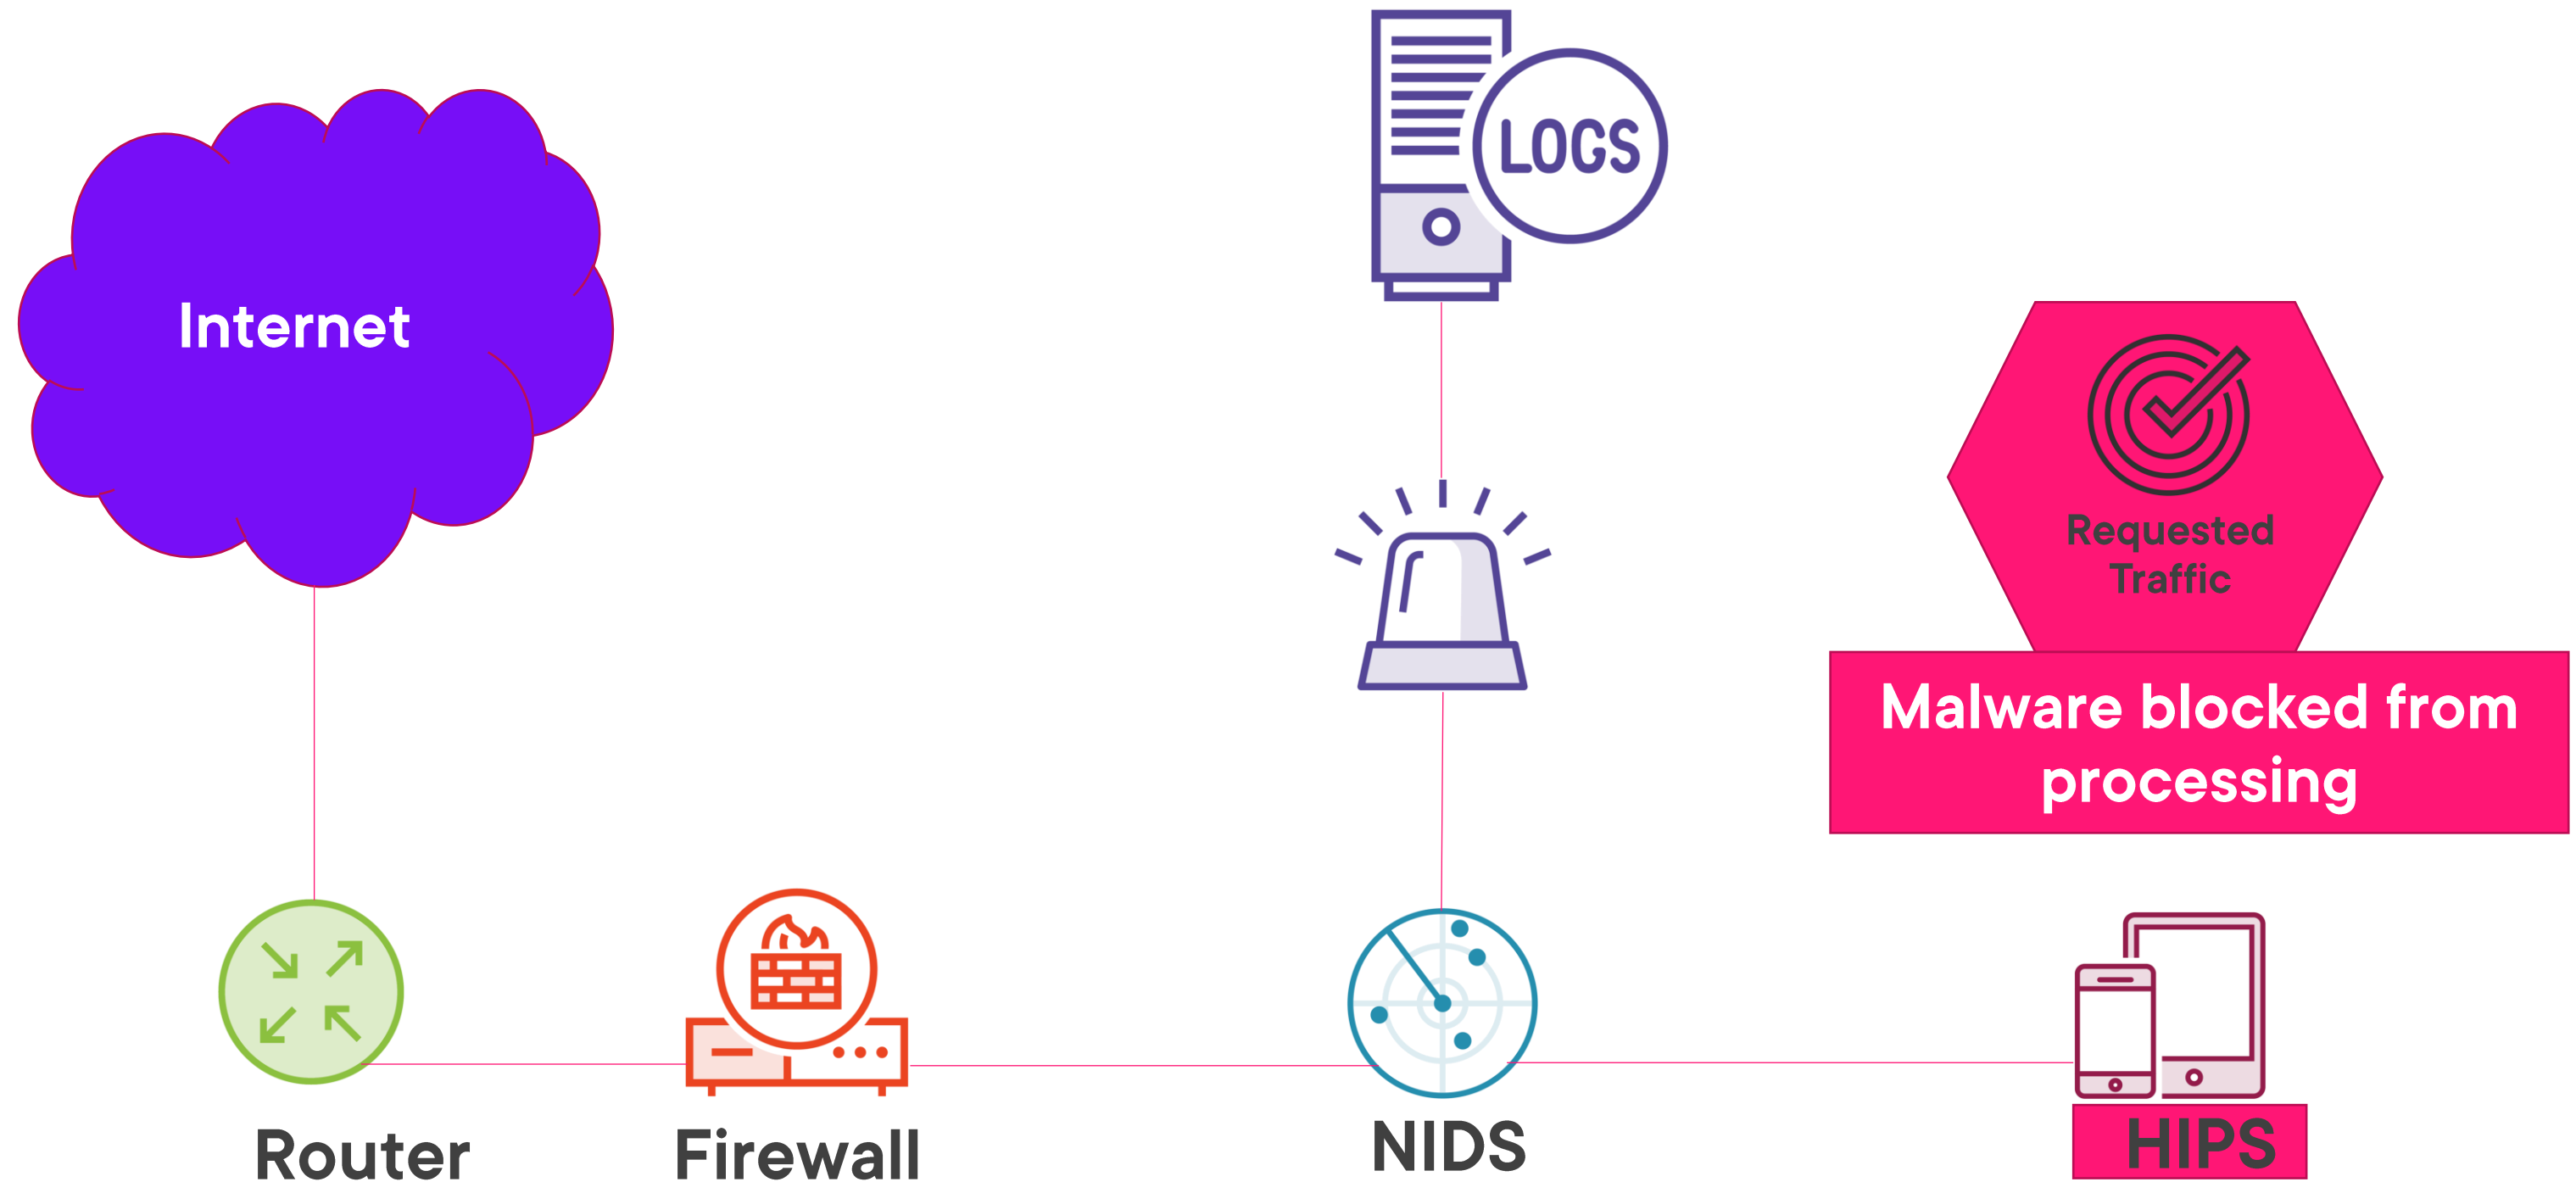 LOGS
Internet
Requested
Traffic
Malware blocked from
processing
Router
Firewall
NIDS
HIPS